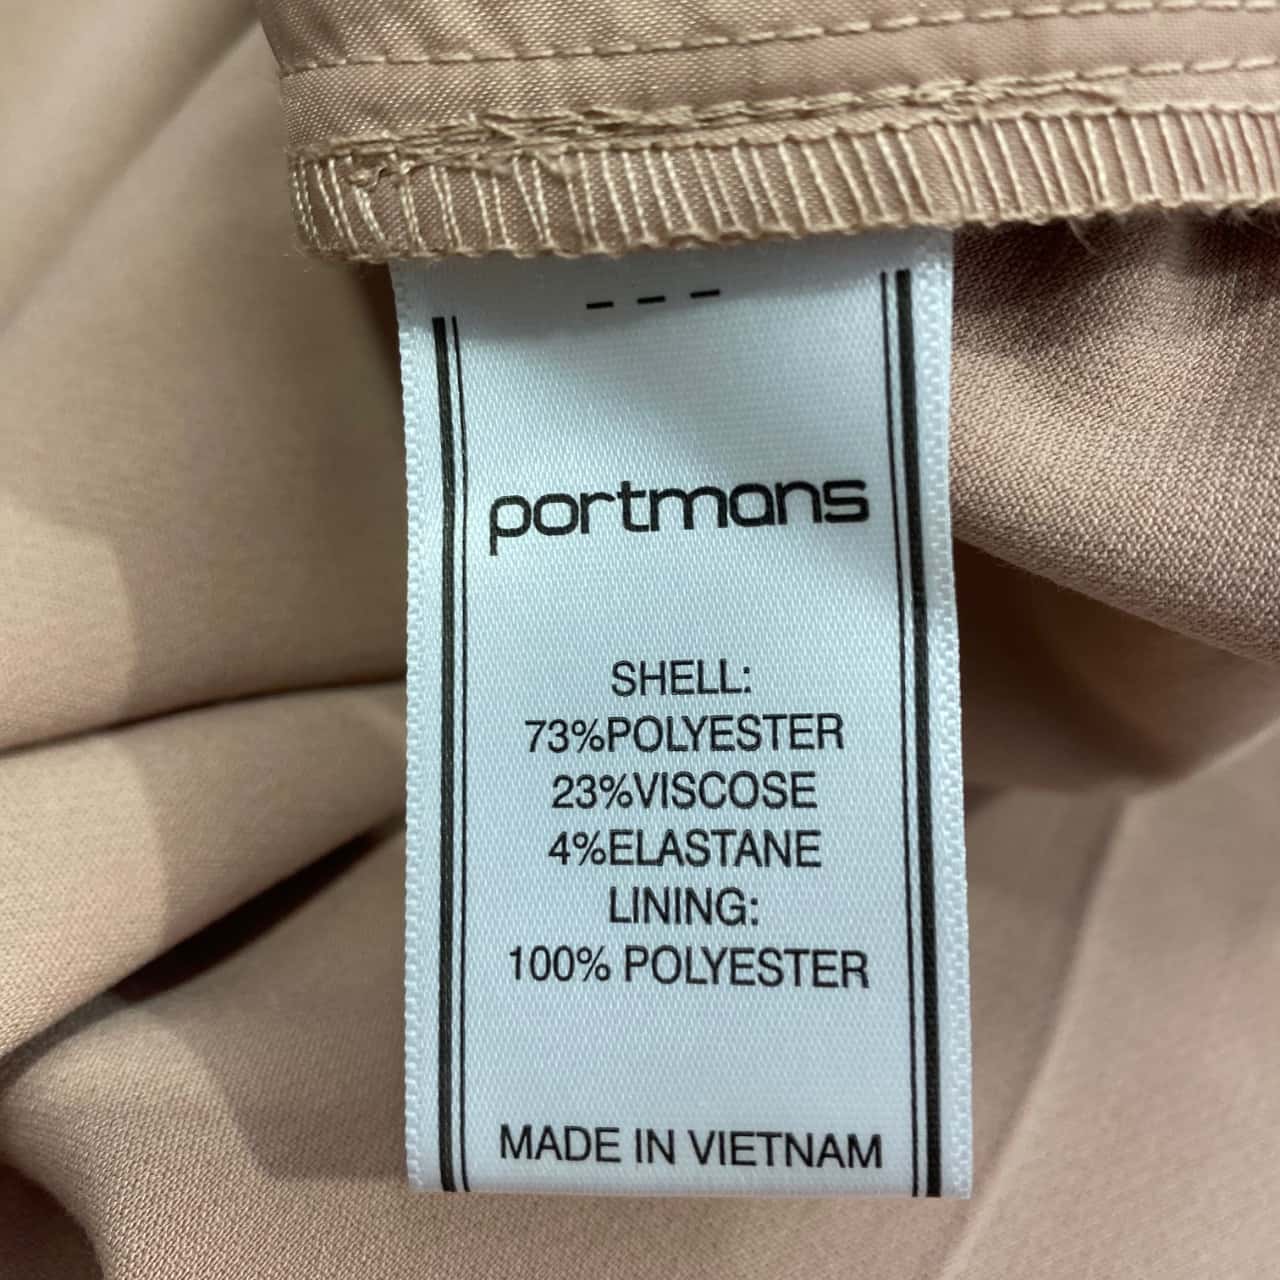 ---
portmans
SHELL:
73%POLYESTER
23%VISCOSE
4%ELASTANE
LINING:
100% POLYESTER
MADE IN VIETNAM